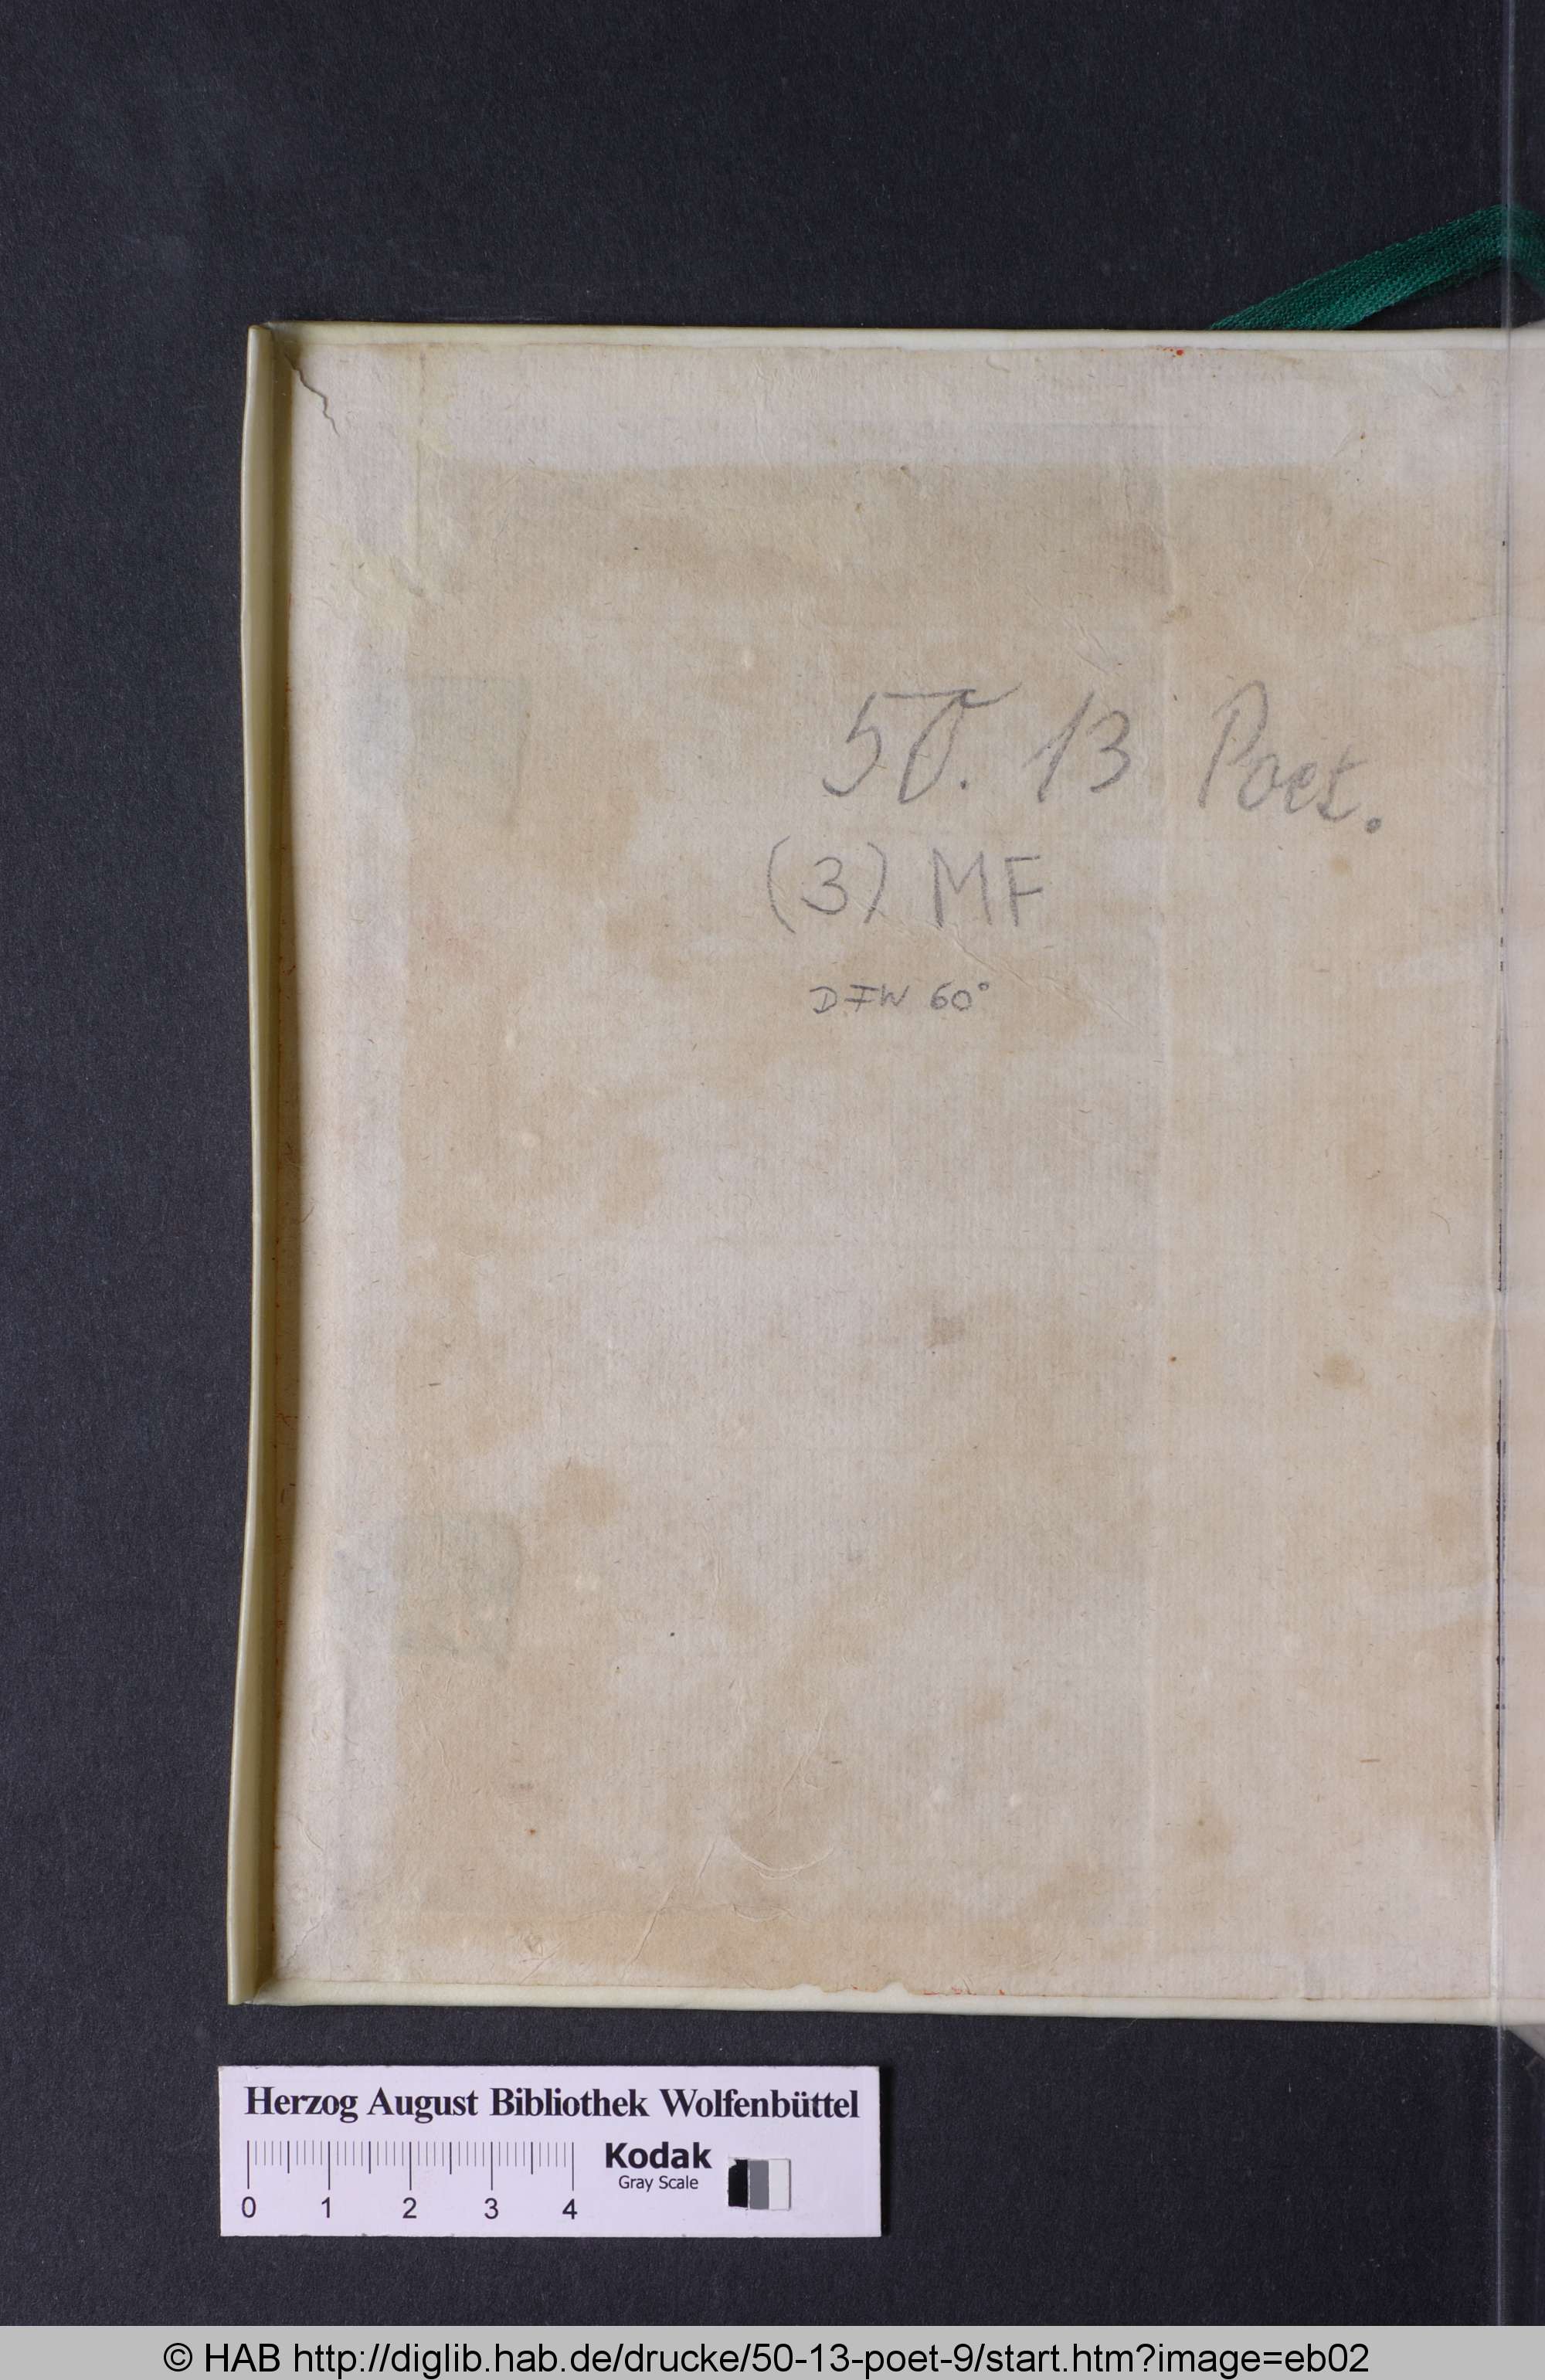 50. 13 Poet.
(3) MF
DFW 60°
Herzog August Bibliothek Wolfenbüttel
Kodak
Gray Scale
0 1 2 3 4
© HAB http://diglib.hab.de/drucke/50-13-poet-9/start.htm?image=eb02